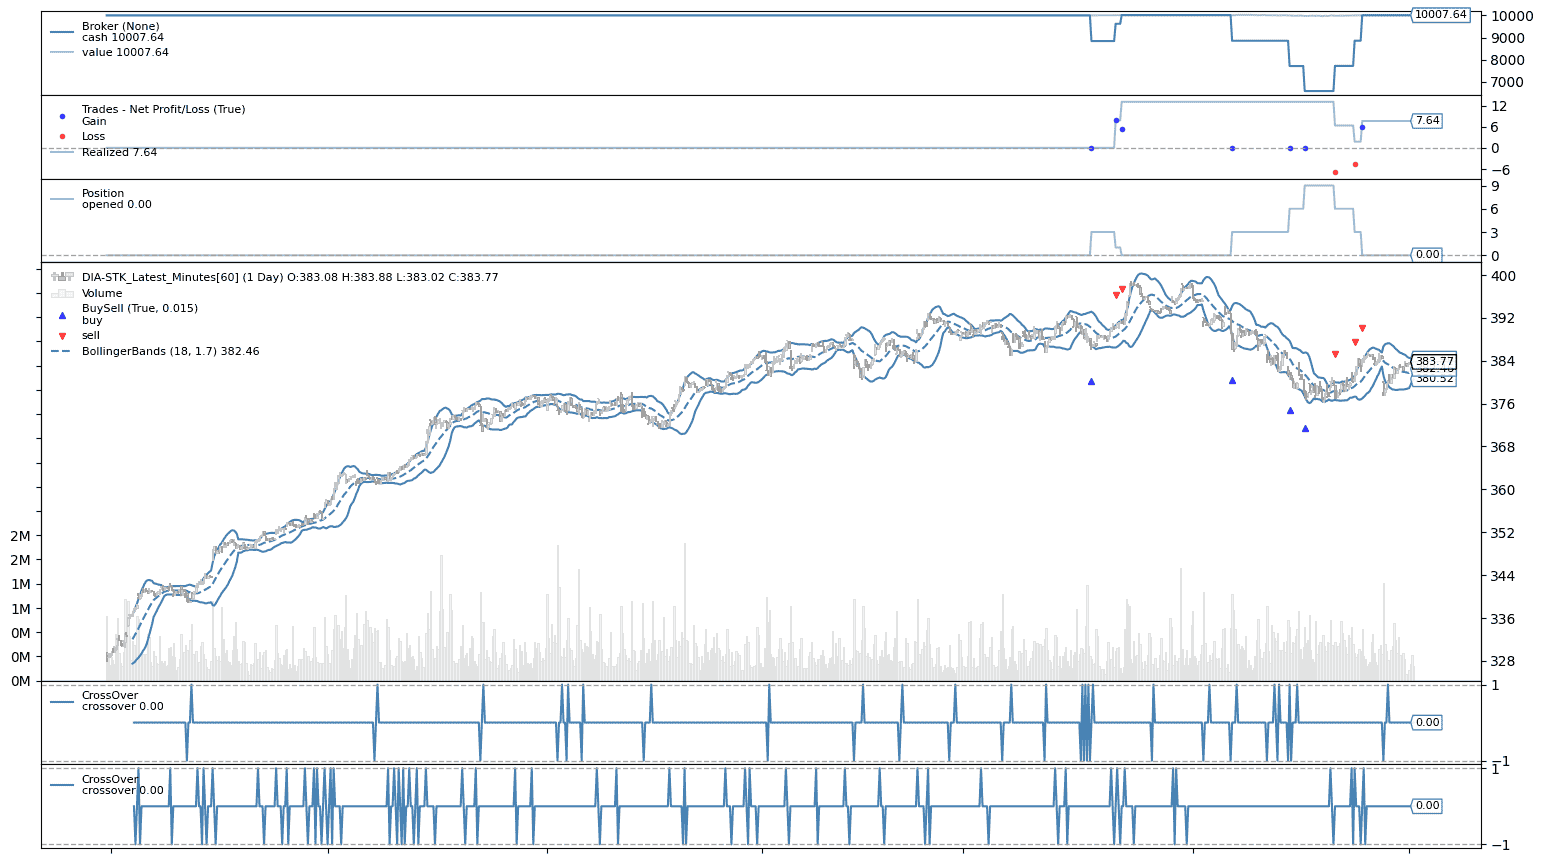 Broker (None)
cash 10007.64
value 10007.64
10007.64
10000
9000
8000
7000
Trades - Net Profit/Loss (True)
Gain
Loss
Realized 7.64
7.64
12
6
0
−6
Position
opened 0.00
0.00
9
6
3
0
DIA-STK_Latest_Minutes[60] (1 Day) O:383.08 H:383.88 L:383.02 C:383.77
Volume
BuySell (True, 0.015)
buy
sell
BollingerBands (18, 1.7) 382.46
400
392
384
376
368
360
352
344
336
328
383.77
382.46
380.52
2M
2M
1M
1M
0M
0M
0M
CrossOver
crossover 0.00
0.00
1
−1
CrossOver
crossover 0.00
0.00
1
−1